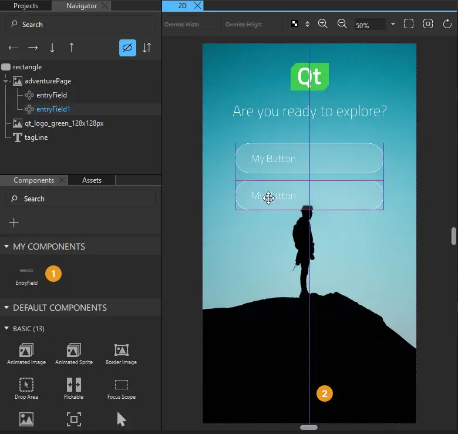 Projects
Navigator
2D
Search
Override Width
Override Height
50%
rectangle
adventurePage
entryField
entryField1
qt_logo_green_128x128px
tagLine
Qt
Are you ready to explore?
My Button
Button
Components
Assets
Search
MY COMPONENTS
EntryField
1
DEFAULT COMPONENTS
BASIC (13)
Animated Image
Animated Sprite
Border Image
Drop Area
Flickable
Focus Scope
2